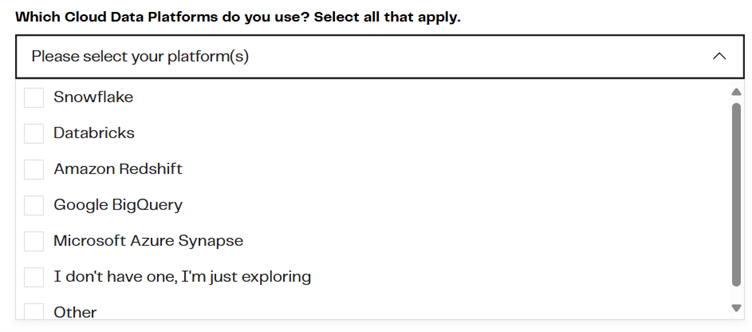 Which Cloud Data Platforms do you use? Select all that apply.
Please select your platform(s)
Snowflake
Databricks
Amazon Redshift
Google BigQuery
Microsoft Azure Synapse
I don't have one, I'm just exploring
Other